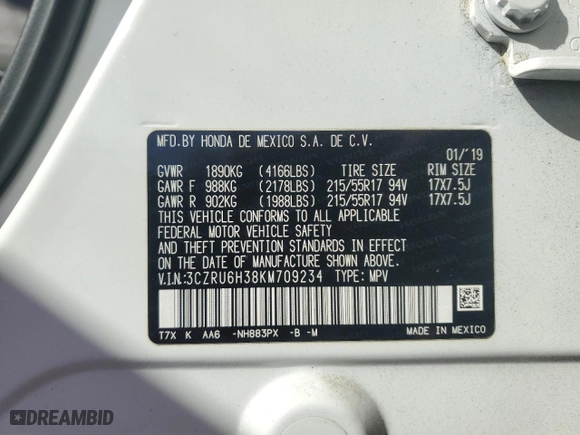 MFD.BY HONDA DE MEXICO S.A. DE C.V.
01/'19
GVWR 1890KG (4166LBS) TIRE SIZE RIM SIZE
GAWR F 988KG (2178LBS) 215/55R17 94V 17X7.5J
GAWR R 902KG (1988LBS) 215/55R17 94V 17X7.5J
THIS VEHICLE CONFORMS TO ALL APPLICABLE
FEDERAL MOTOR VEHICLE SAFETY
AND THEFT PREVENTION STANDARDS IN EFFECT
ON THE DATE OF MANUFACTURE SHOWN ABOVE.
V.I.N:3CZRU6H38KM709234 TYPE: MPV
T7X K AA6 -NH883PX -B -M MADE IN MEXICO
DREAMBID